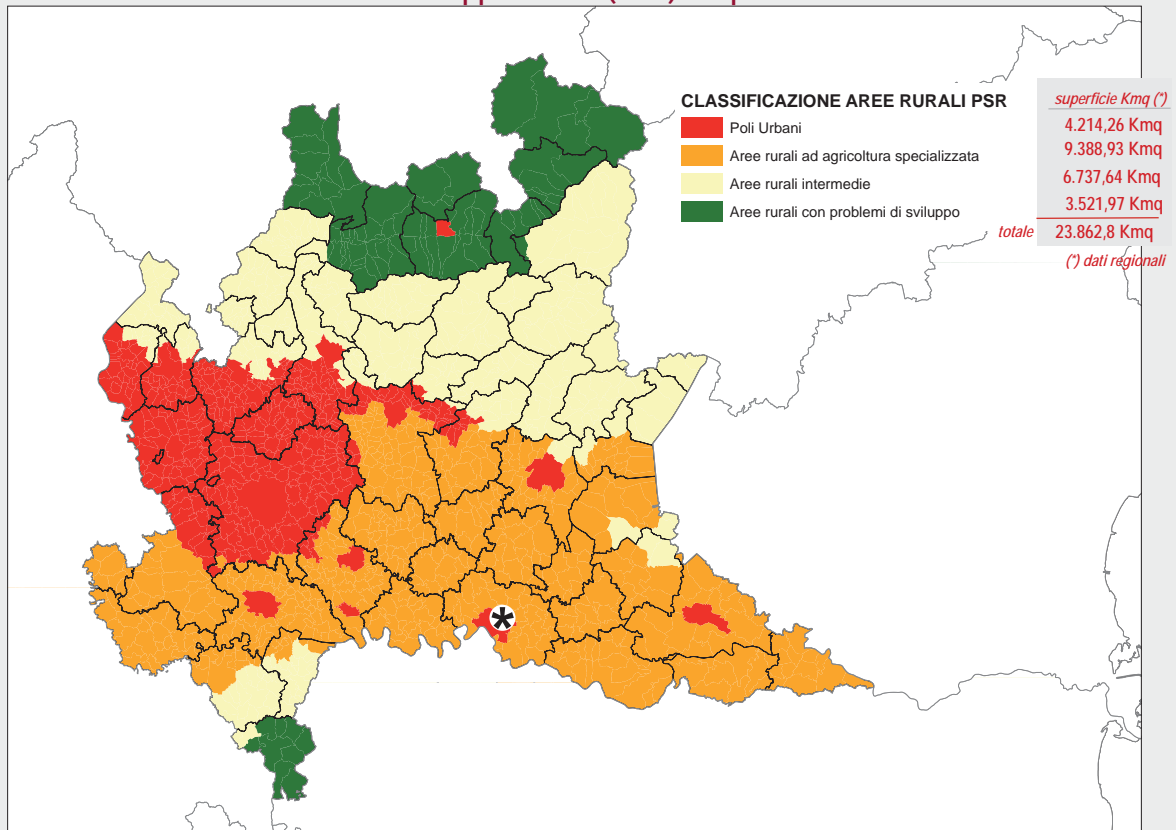 CLASSIFICAZIONE AREE RURALI PSR
Poli Urbani
Aree rurali ad agricoltura specializzata
Aree rurali intermedie
Aree rurali con problemi di sviluppo
superficie Kmq (*)
4.214,26 Kmq
9.388,93 Kmq
6.737,64 Kmq
3.521,97 Kmq
totale 23.862,8 Kmq
(*) dati regionali
*